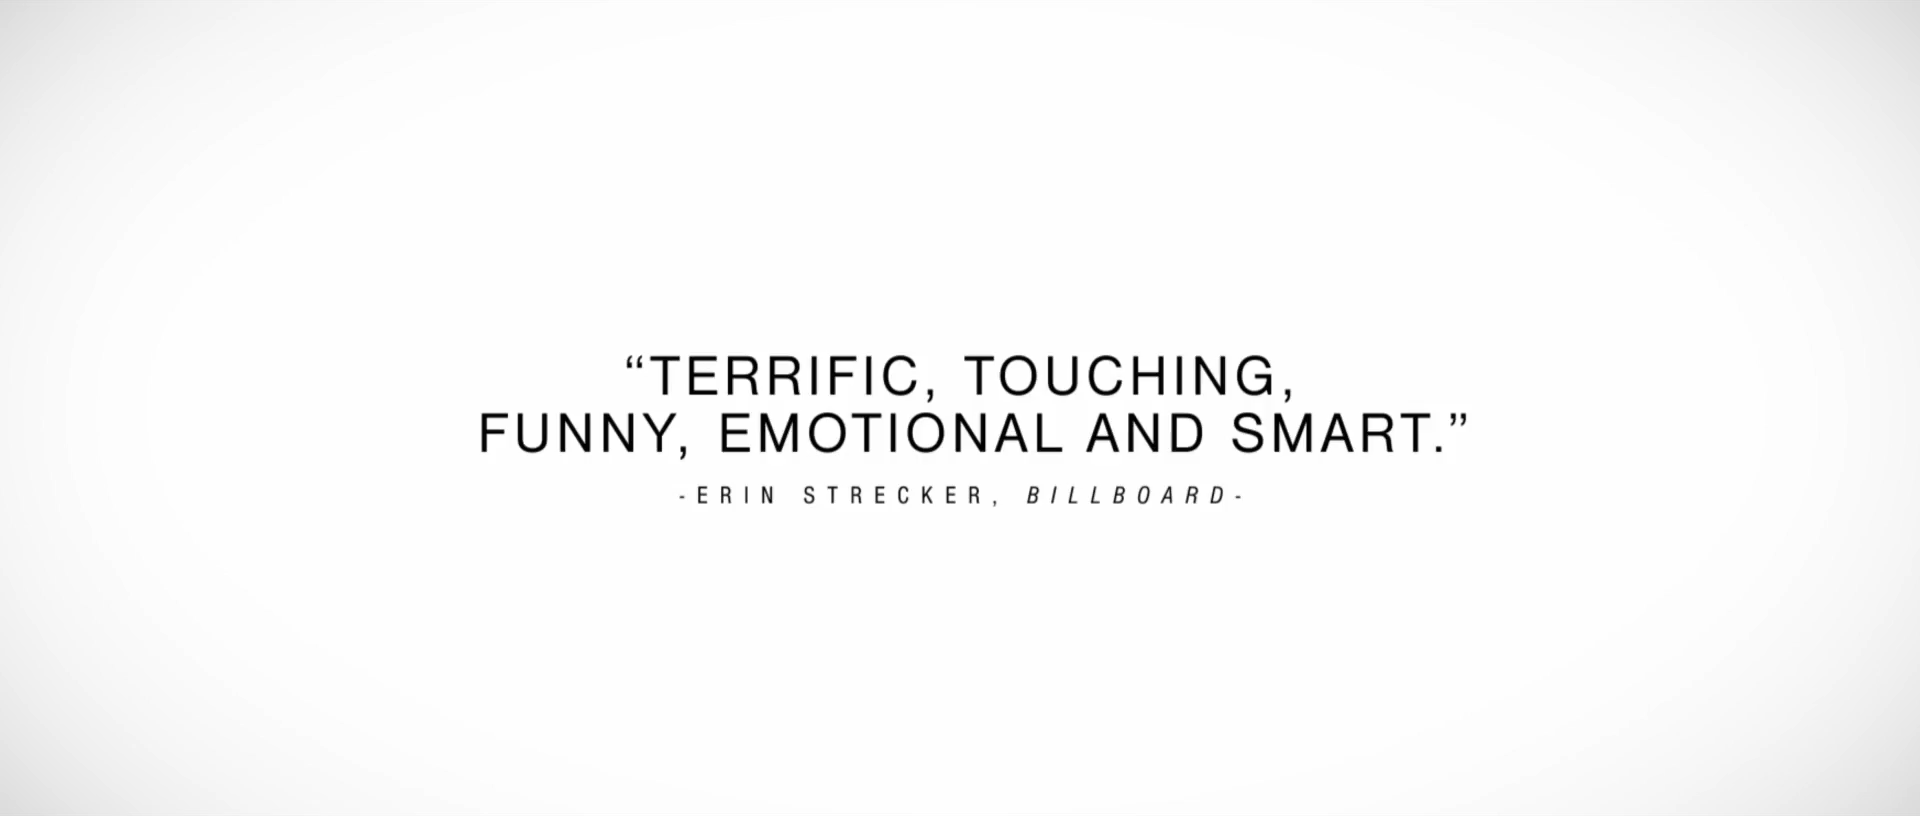 “TERRIFIC, TOUCHING,
FUNNY, EMOTIONAL AND SMART.”
-ERIN STRECKER, BILLBOARD-